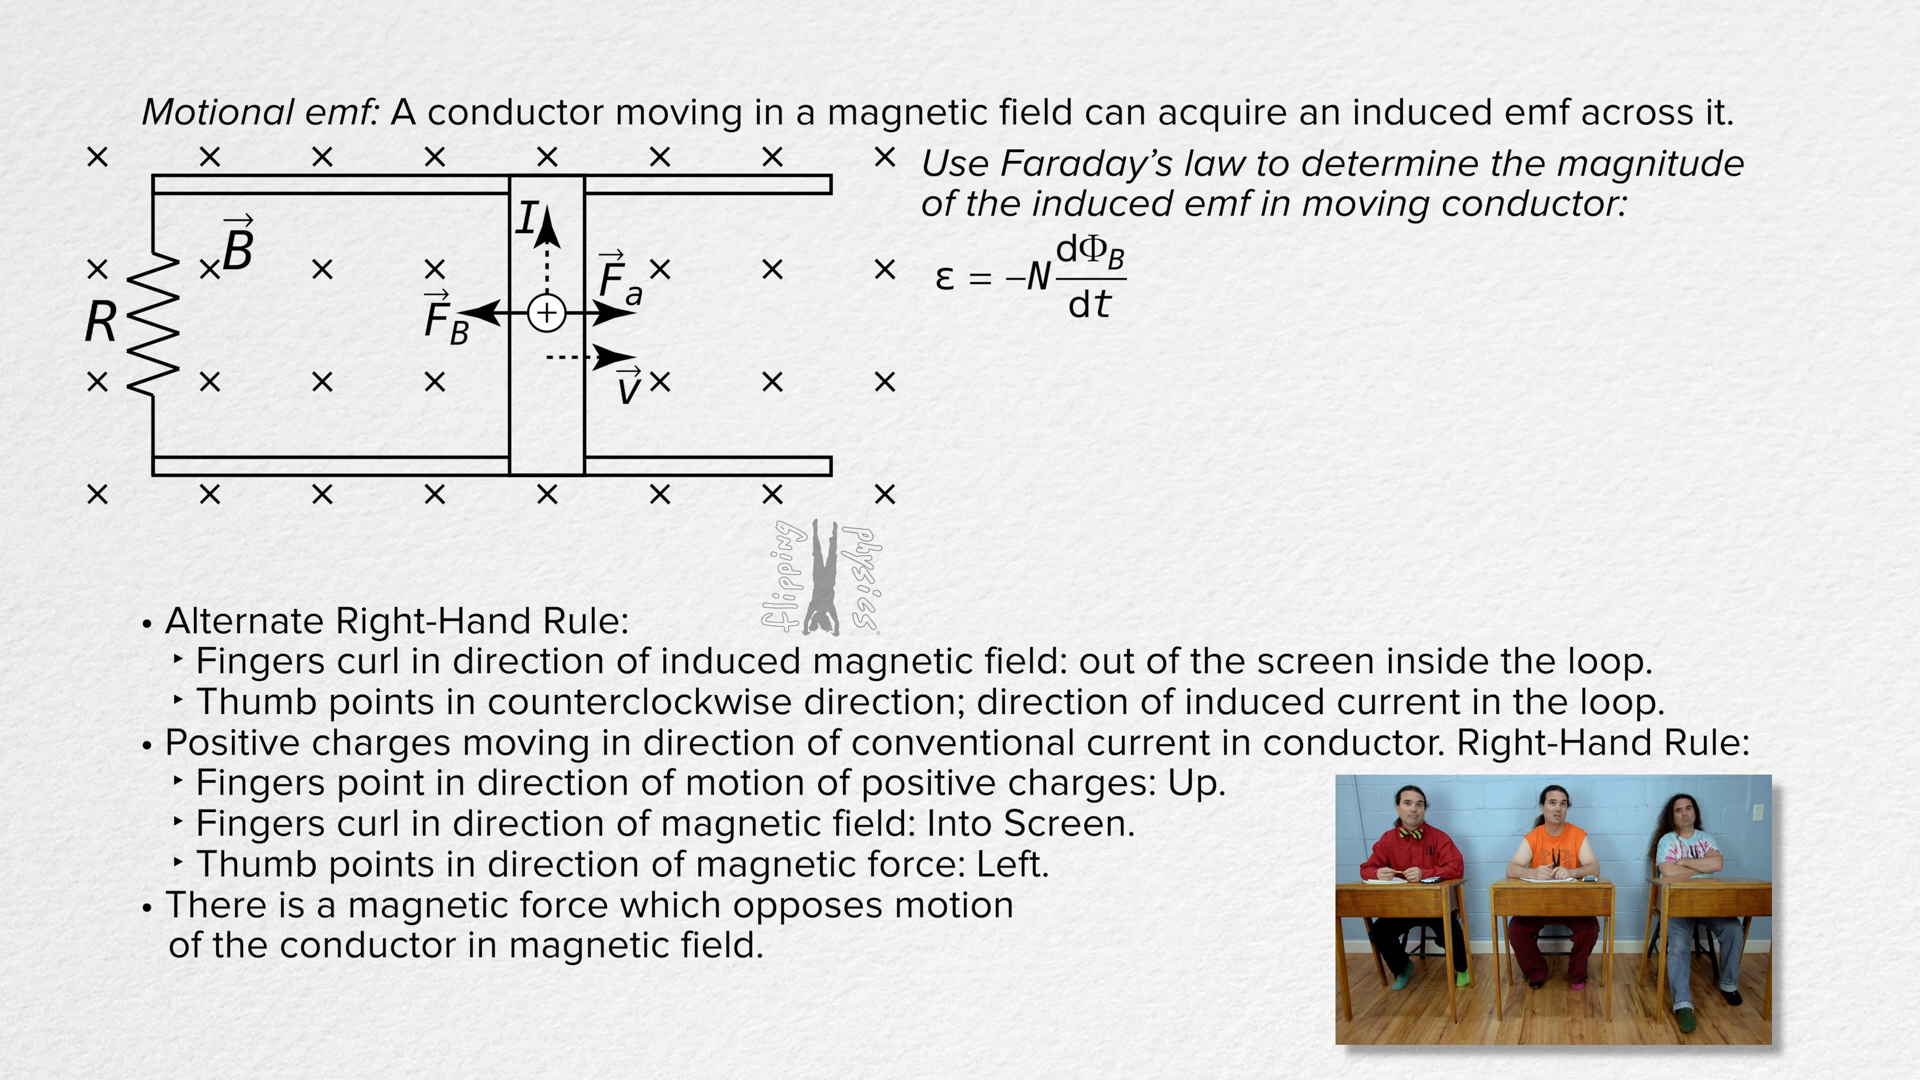 Motional emf: A conductor moving in a magnetic field can acquire an induced emf across it.
Use Faraday's law to determine the magnitude
of the induced emf in moving conductor:
ε = –N dΦ_B/dt
B⃗
I
F⃗_a
R
F⃗_B
v⃗
flipping physics
• Alternate Right-Hand Rule:
‣ Fingers curl in direction of induced magnetic field: out of the screen inside the loop.
‣ Thumb points in counterclockwise direction; direction of induced current in the loop.
• Positive charges moving in direction of conventional current in conductor. Right-Hand Rule:
‣ Fingers point in direction of motion of positive charges: Up.
‣ Fingers curl in direction of magnetic field: Into Screen.
‣ Thumb points in direction of magnetic force: Left.
• There is a magnetic force which opposes motion
of the conductor in magnetic field.